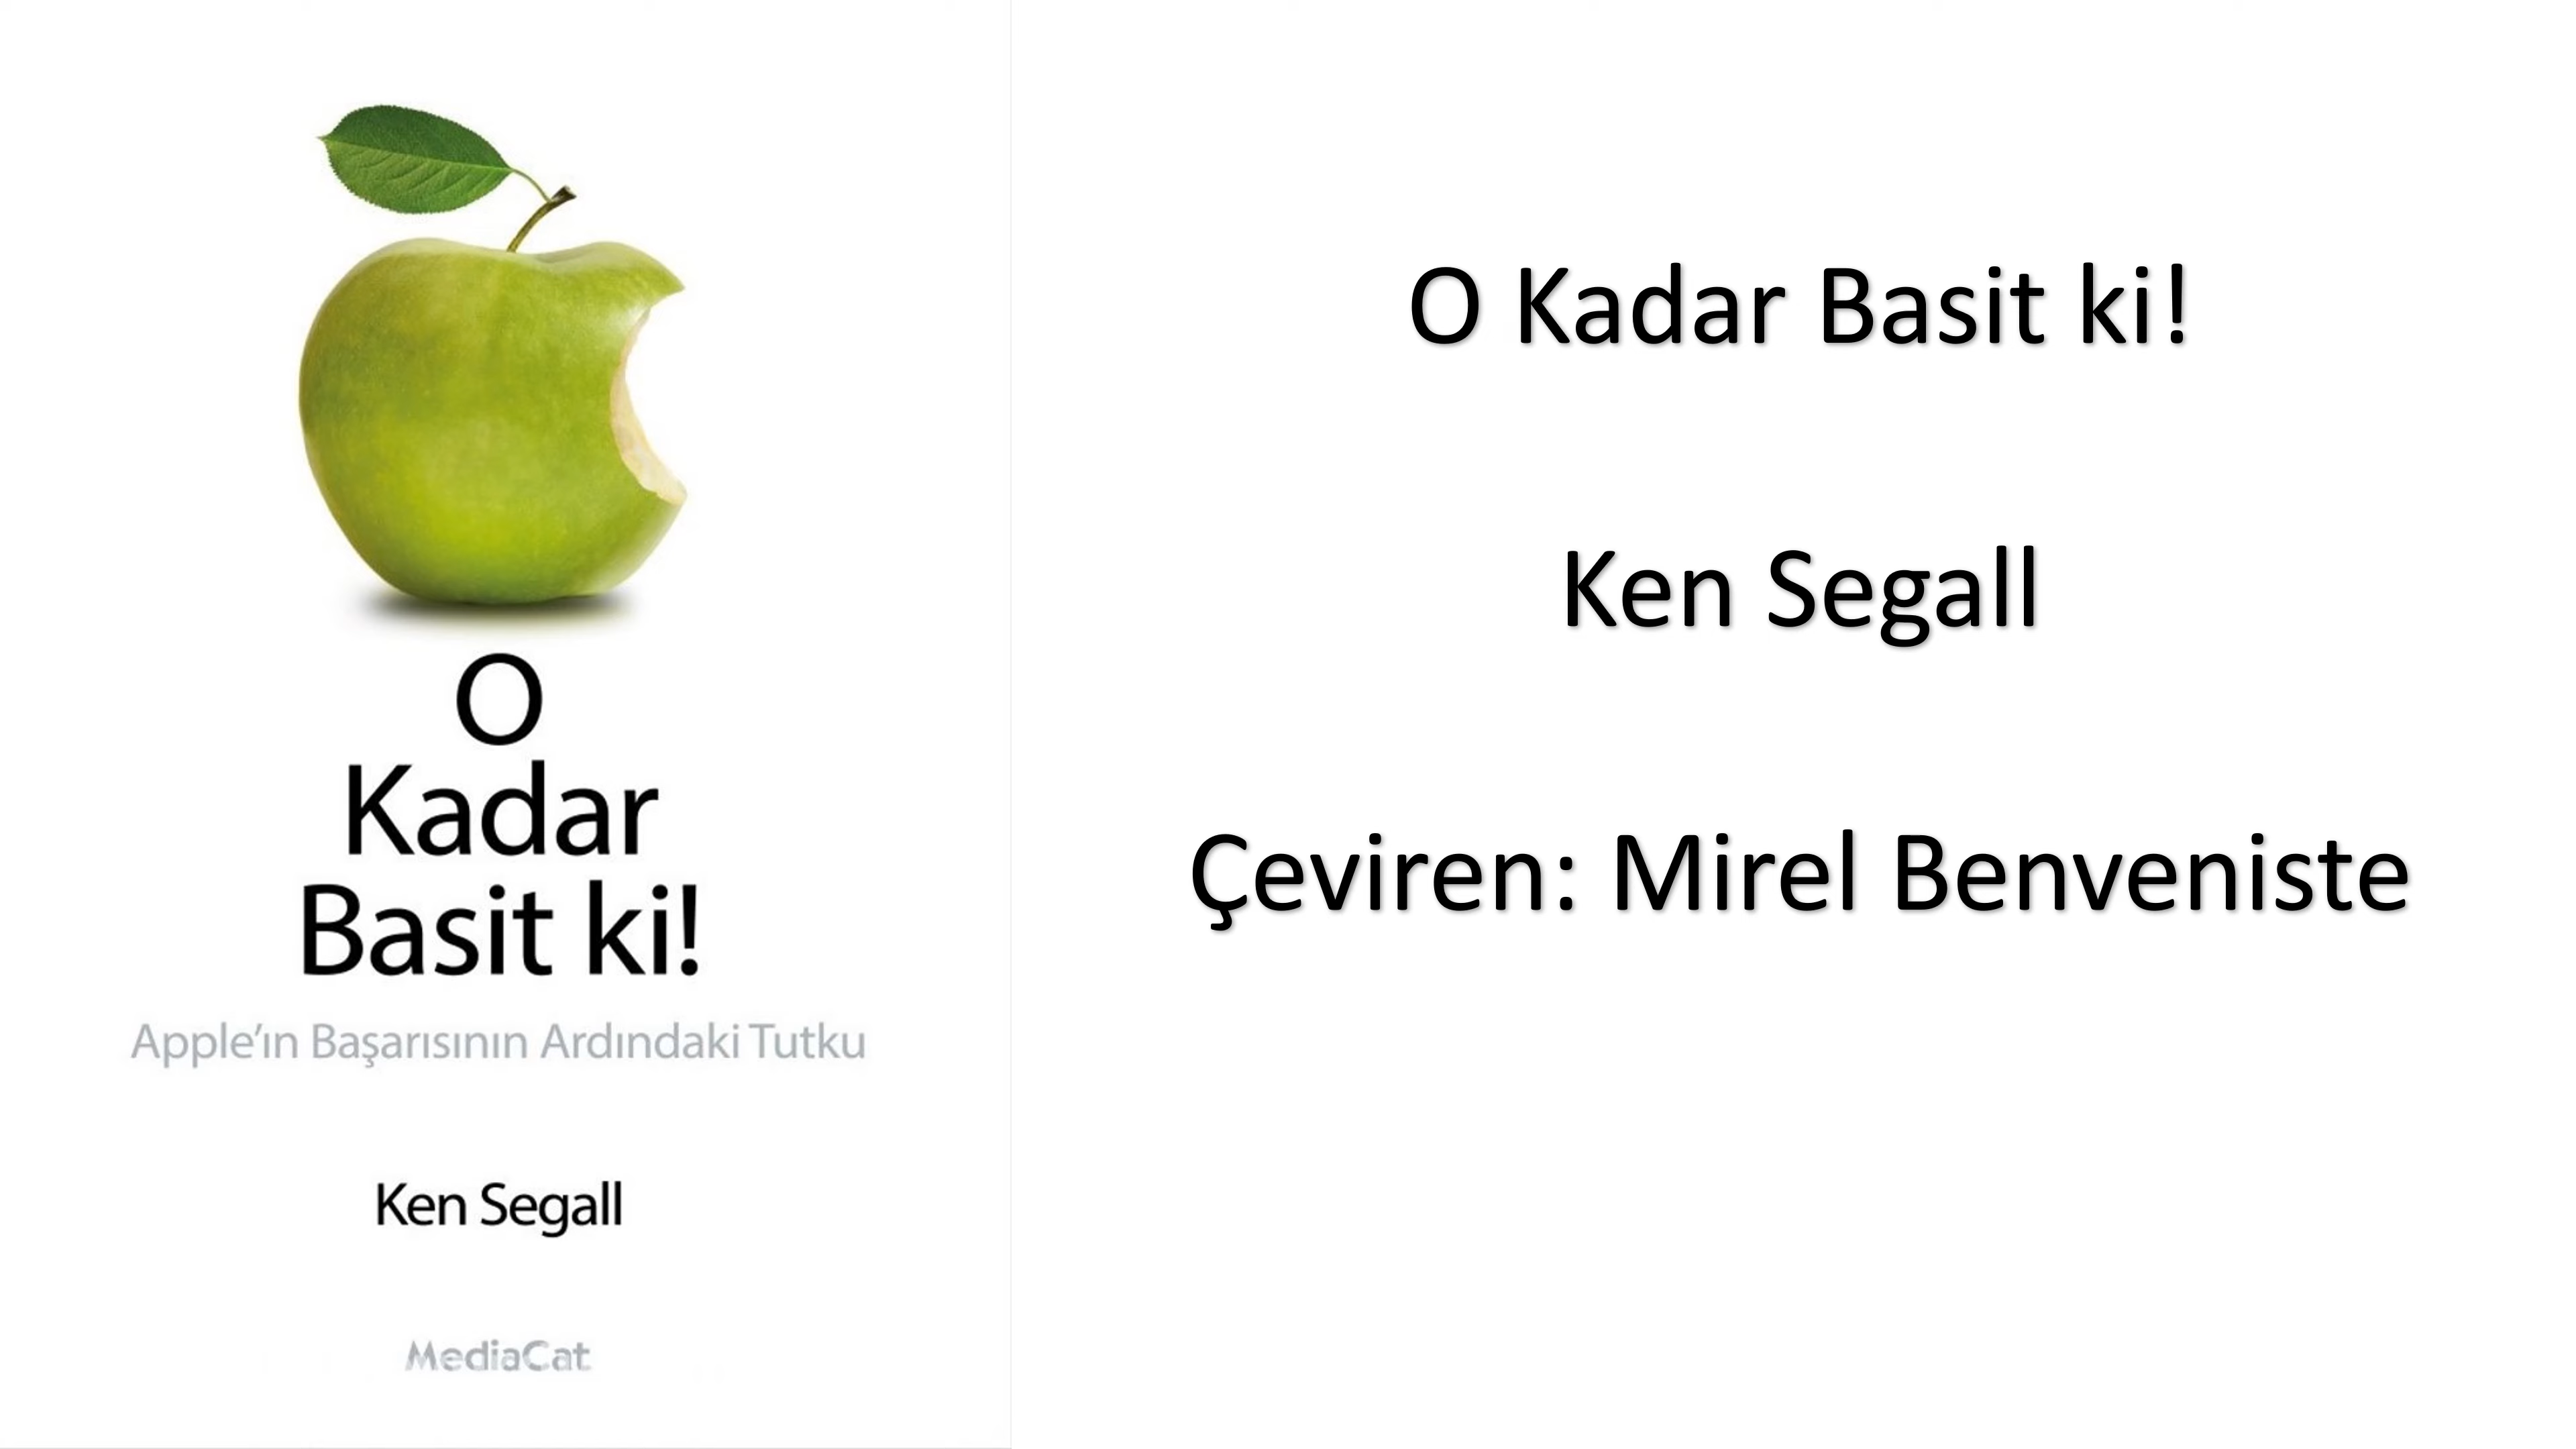 O
Kadar
Basit ki!
Apple'ın Başarısının Ardındaki Tutku
Ken Segall
MediaCat
O Kadar Basit ki!
Ken Segall
Çeviren: Mirel Benveniste